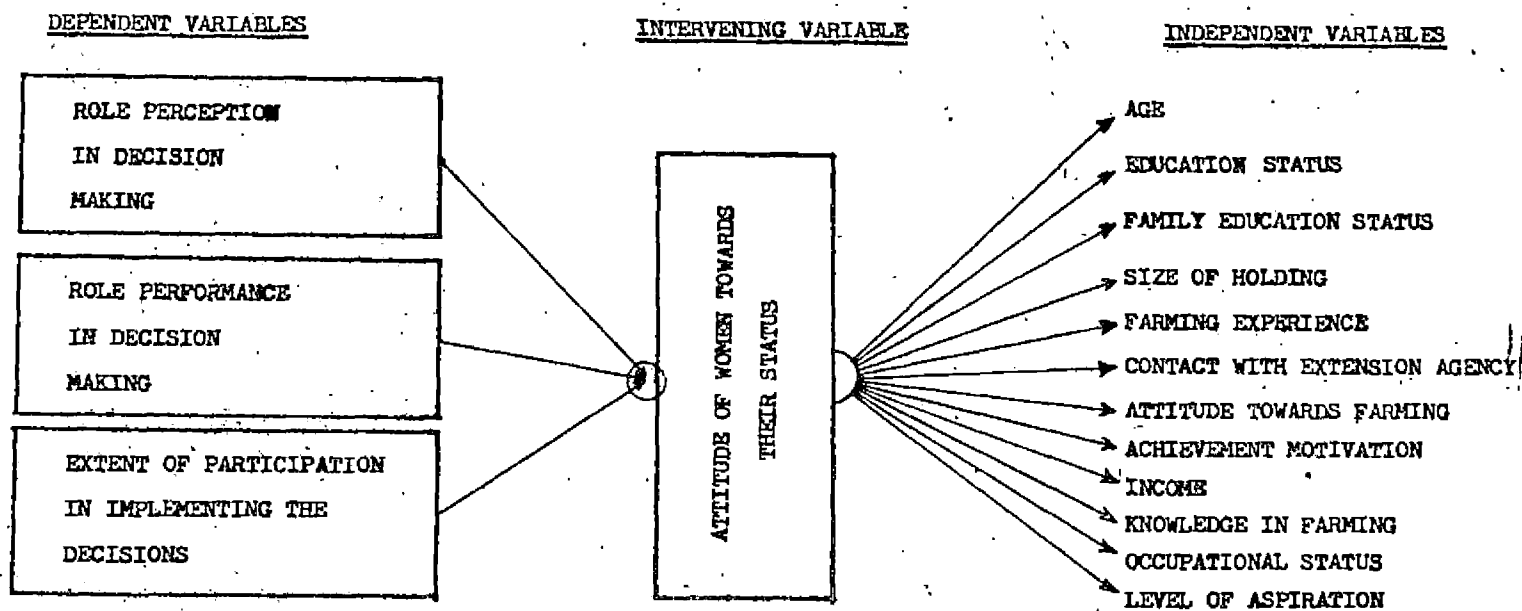 DEPENDENT VARIABLES
INTERVENING VARIABLE
INDEPENDENT VARIABLES
ROLE PERCEPTION
IN DECISION
MAKING
ROLE PERFORMANCE
IN DECISION
MAKING
EXTENT OF PARTICIPATION
IN IMPLEMENTING THE
DECISIONS
ATTITUDE OF WOMEN TOWARDS
THEIR STATUS
AGE
EDUCATION STATUS
FAMILY EDUCATION STATUS
SIZE OF HOLDING
FARMING EXPERIENCE
CONTACT WITH EXTENSION AGENCY
ATTITUDE TOWARDS FARMING
ACHIEVEMENT MOTIVATION
INCOME
KNOWLEDGE IN FARMING
OCCUPATIONAL STATUS
LEVEL OF ASPIRATION